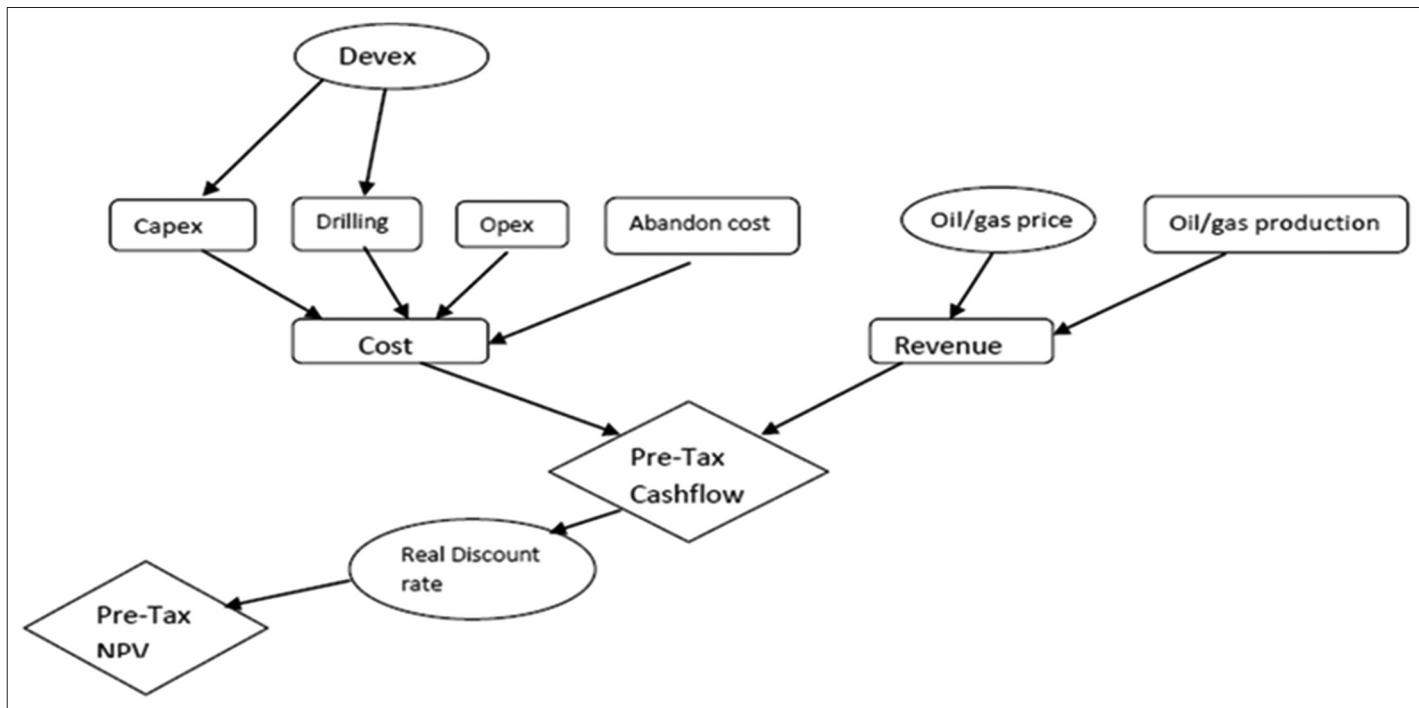 Devex
Capex
Drilling
Opex
Abandon cost
Oil/gas price
Oil/gas production
Cost
Revenue
Pre-Tax
Cashflow
Real Discount
rate
Pre-Tax
NPV